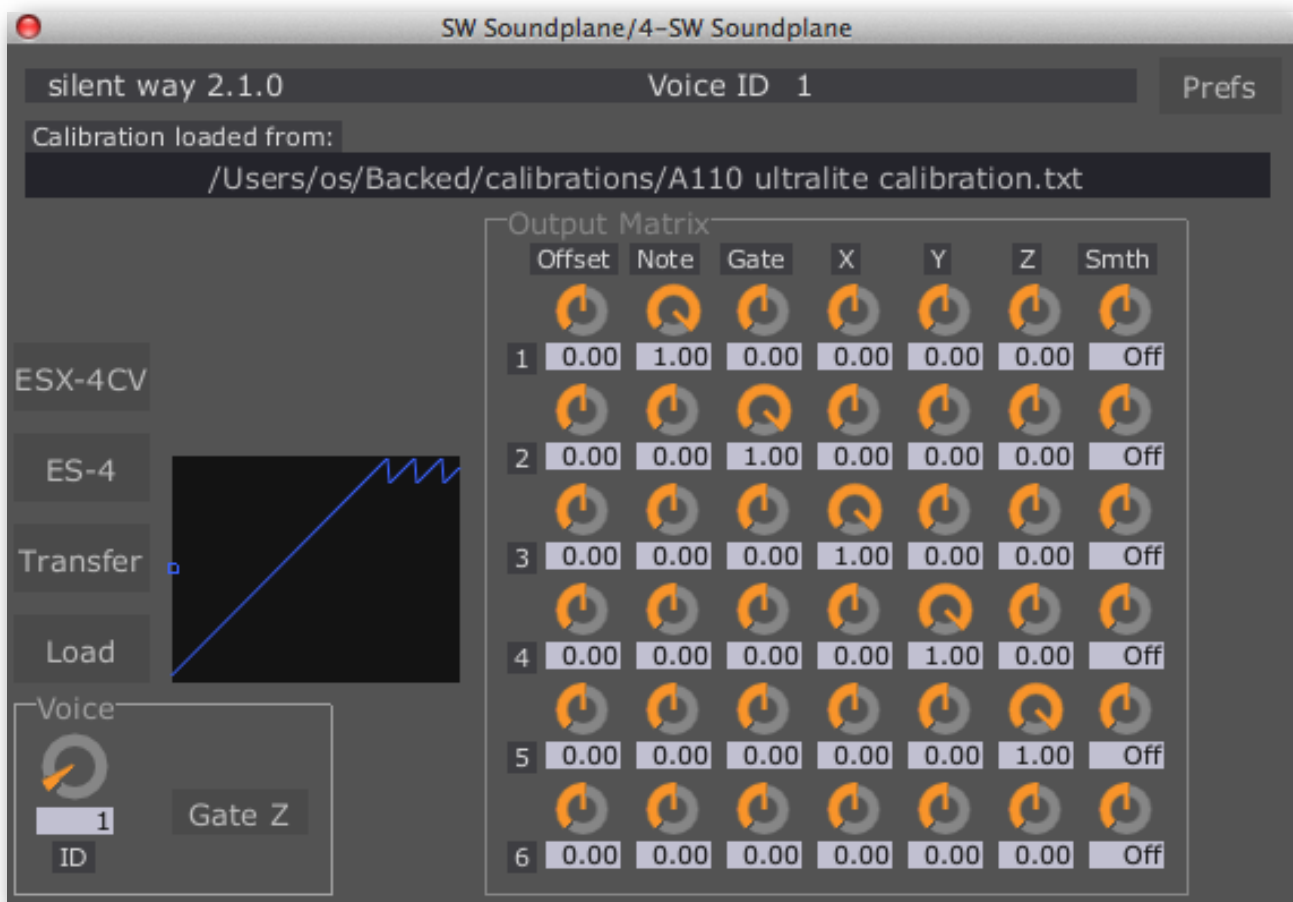 SW Soundplane/4-SW Soundplane
silent way 2.1.0 Voice ID 1
Prefs
Calibration loaded from:
/Users/os/Backed/calibrations/A110 ultralite calibration.txt
Output Matrix
Offset Note Gate X Y Z Smth
1 0.00 1.00 0.00 0.00 0.00 0.00 Off
2 0.00 0.00 1.00 0.00 0.00 0.00 Off
3 0.00 0.00 0.00 1.00 0.00 0.00 Off
4 0.00 0.00 0.00 0.00 1.00 0.00 Off
5 0.00 0.00 0.00 0.00 0.00 1.00 Off
6 0.00 0.00 0.00 0.00 0.00 0.00 Off
ESX-4CV
ES-4
Transfer
Load
Voice
1
ID
Gate Z